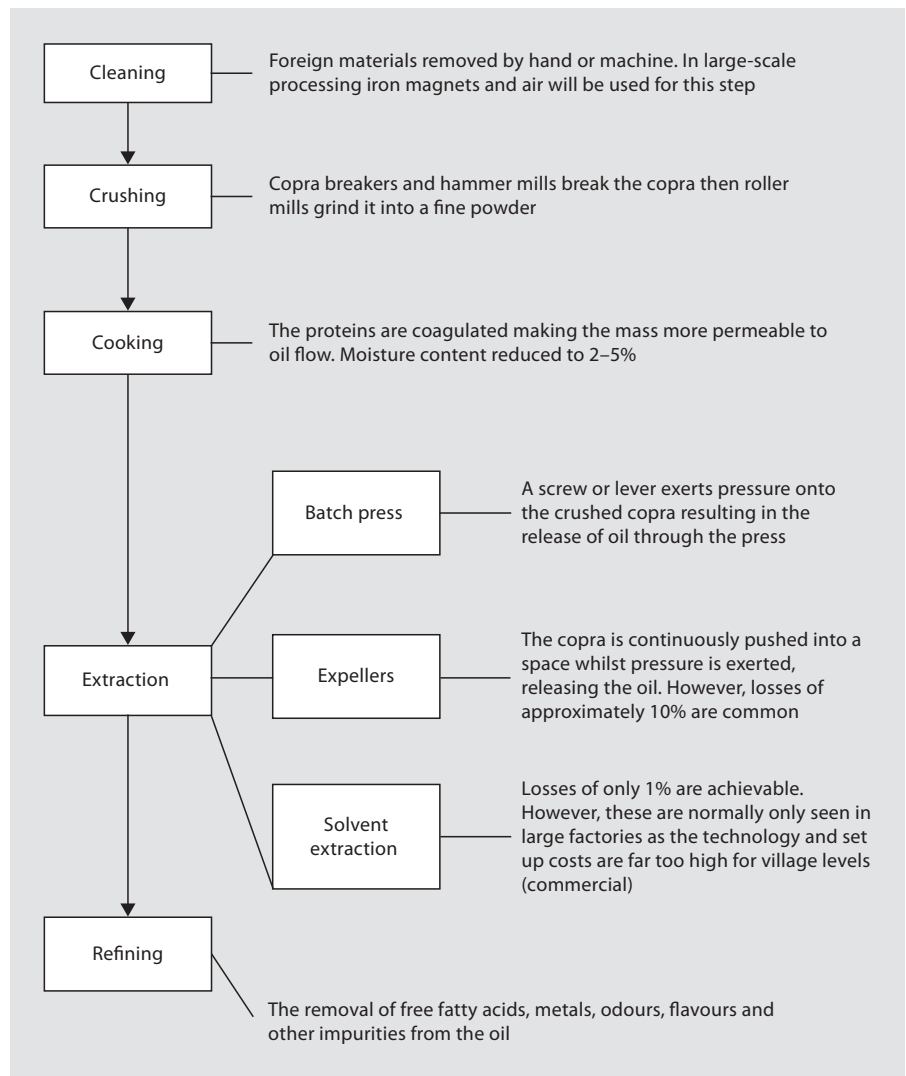 Cleaning
Foreign materials removed by hand or machine. In large-scale
processing iron magnets and air will be used for this step
Crushing
Copra breakers and hammer mills break the copra then roller
mills grind it into a fine powder
Cooking
The proteins are coagulated making the mass more permeable to
oil flow. Moisture content reduced to 2–5%
Batch press
A screw or lever exerts pressure onto
the crushed copra resulting in the
release of oil through the press
Extraction
Expellers
The copra is continuously pushed into a
space whilst pressure is exerted,
releasing the oil. However, losses of
approximately 10% are common
Solvent
extraction
Losses of only 1% are achievable.
However, these are normally only seen in
large factories as the technology and set
up costs are far too high for village levels
(commercial)
Refining
The removal of free fatty acids, metals, odours, flavours and
other impurities from the oil